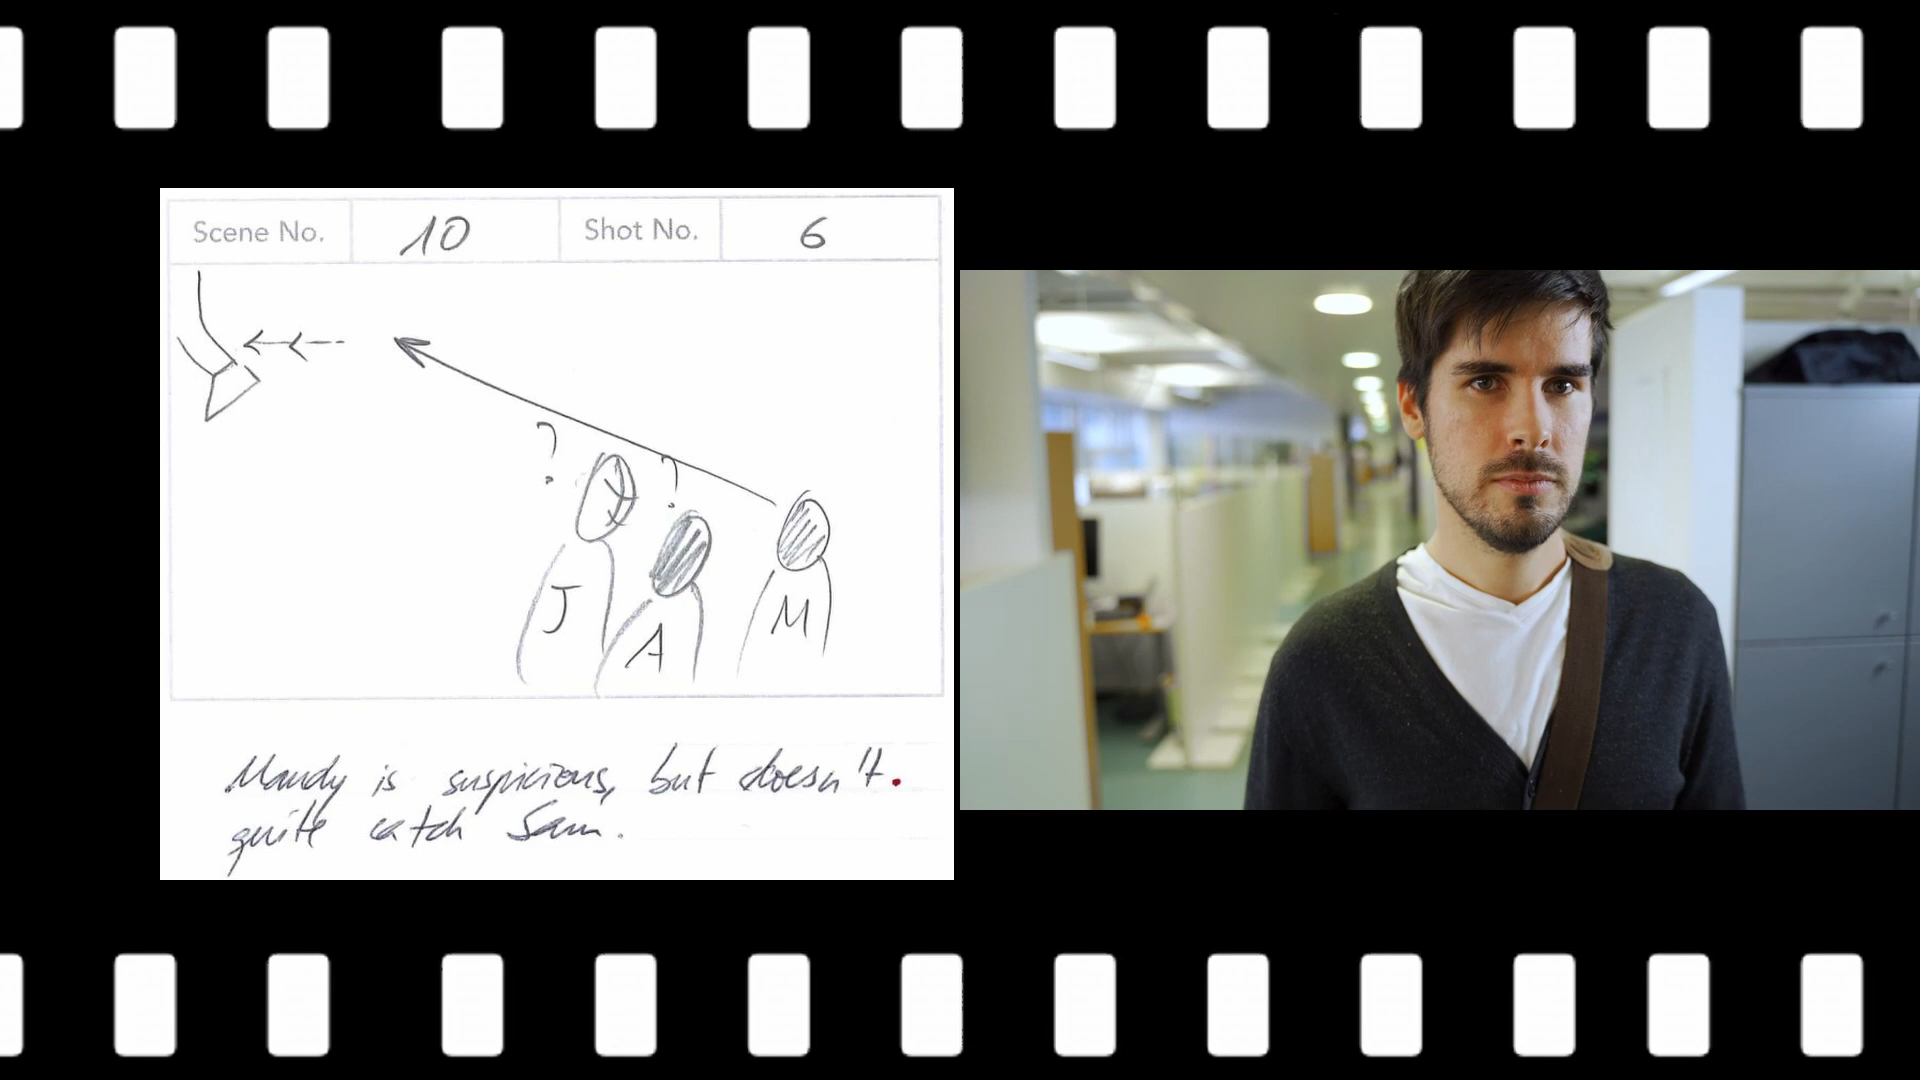 Scene No. 10 Shot No. 6
?
?
J
A
M
Mandy is suspicious, but doesn't.
quite catch Sam.